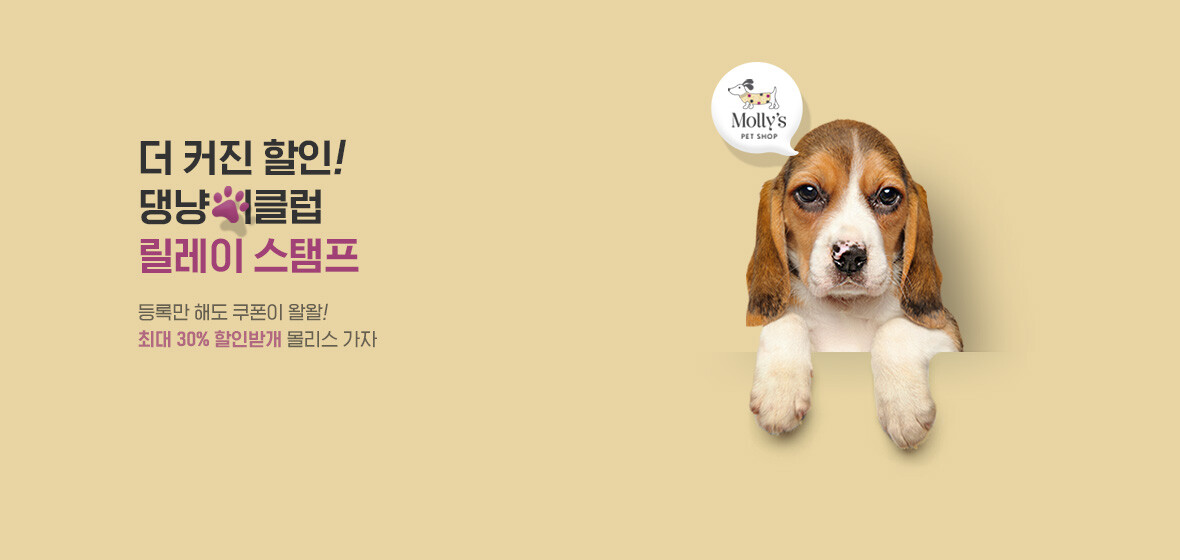 더 커진 할인!
댕냥이클럽
릴레이 스탬프
등록만 해도 쿠폰이 왈왈!
최대 30% 할인받개 몰리스 가자
Molly's
PET SHOP